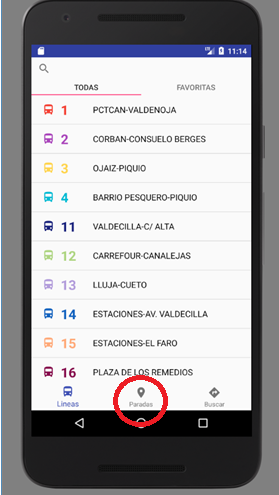 11:14
TODAS FAVORITAS
1 PCTCAN-VALDENOJA
2 CORBAN-CONSUELO BERGES
3 OJAIZ-PIQUIO
4 BARRIO PESQUERO-PIQUIO
11 VALDECILLA-C/ ALTA
12 CARREFOUR-CANALEJAS
13 LLUJA-CUETO
14 ESTACIONES-AV. VALDECILLA
15 ESTACIONES-EL FARO
16 PLAZA DE LOS REMEDIOS
Líneas Paradas Buscar